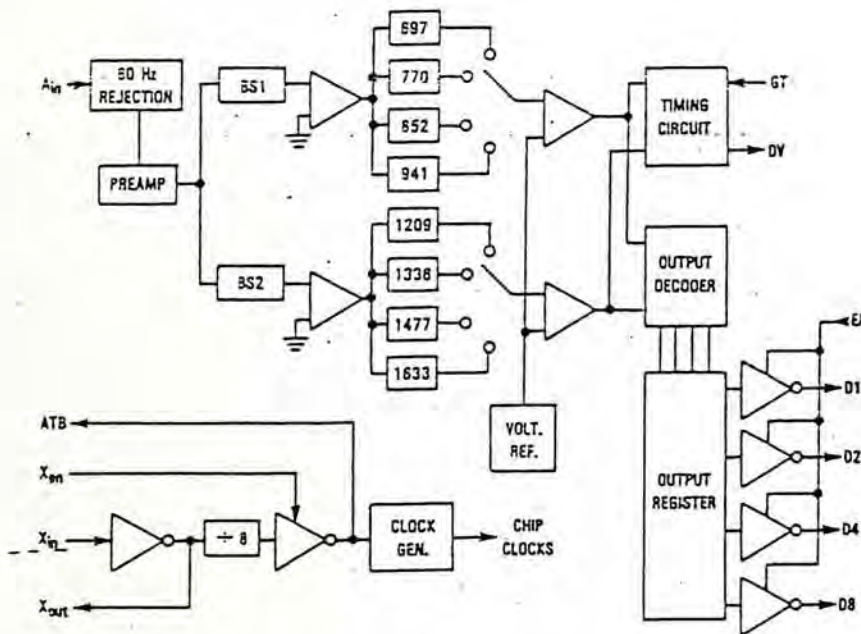 Ain
60 Hz
REJECTION
PREAMP
BS1
BS2
697
770
852
941
1209
1336
1477
1633
TIMING
CIRCUIT
GT
DV
OUTPUT
DECODER
VOLT.
REF.
OUTPUT
REGISTER
D1
D2
D4
D8
ATB
Xen
Xin
Xout
÷ 8
CLOCK
GEN.
CHIP
CLOCKS